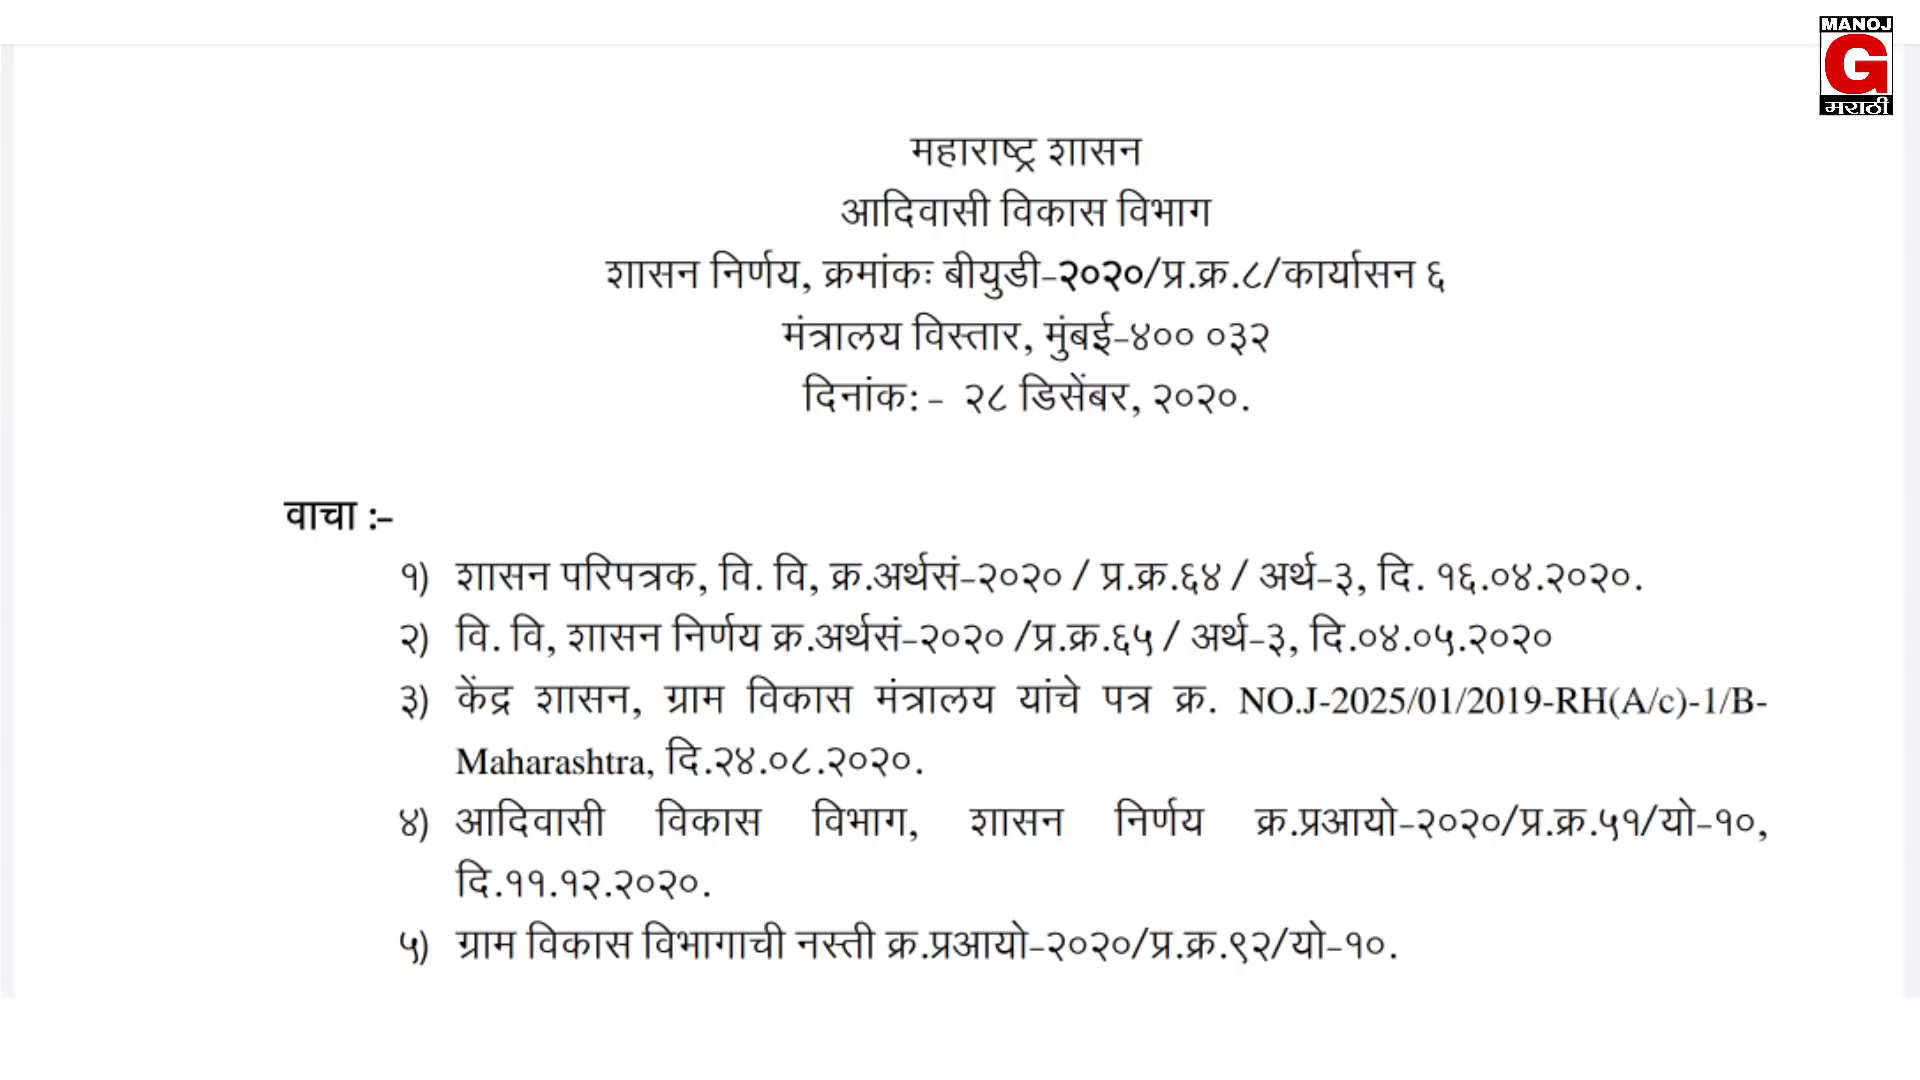 MANOJ
G
मराठी
महाराष्ट्र शासन
आदिवासी विकास विभाग
शासन निर्णय, क्रमांकः बीयुडी-२०२०/प्र.क्र.८/कार्यासन ६
मंत्रालय विस्तार, मुंबई-४०० ०३२
दिनांक: - २८ डिसेंबर, २०२०.
वाचा :-
१) शासन परिपत्रक, वि. वि, क्र.अर्थसं-२०२० / प्र.क्र.६४ / अर्थ-३, दि. १६.०४.२०२०.
२) वि. वि, शासन निर्णय क्र.अर्थसं-२०२० /प्र.क्र.६५ / अर्थ-३, दि.०४.०५.२०२०
३) केंद्र शासन, ग्राम विकास मंत्रालय यांचे पत्र क्र. NO.J-2025/01/2019-RH(A/c)-1/B-
Maharashtra, दि.२४.०८.२०२०.
४) आदिवासी विकास विभाग, शासन निर्णय क्र.प्रआयो-२०२०/प्र.क्र.५१/यो-१०,
दि.११.१२.२०२०.
५) ग्राम विकास विभागाची नस्ती क्र.प्रआयो-२०२०/प्र.क्र.९२/यो-१०.